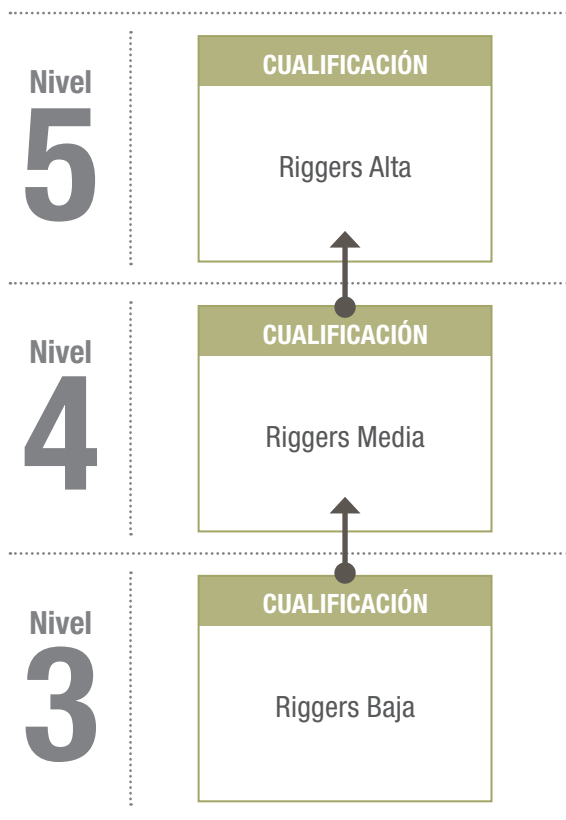 Nivel
5
CUALIFICACIÓN
Riggers Alta
Nivel
4
CUALIFICACIÓN
Riggers Media
Nivel
3
CUALIFICACIÓN
Riggers Baja